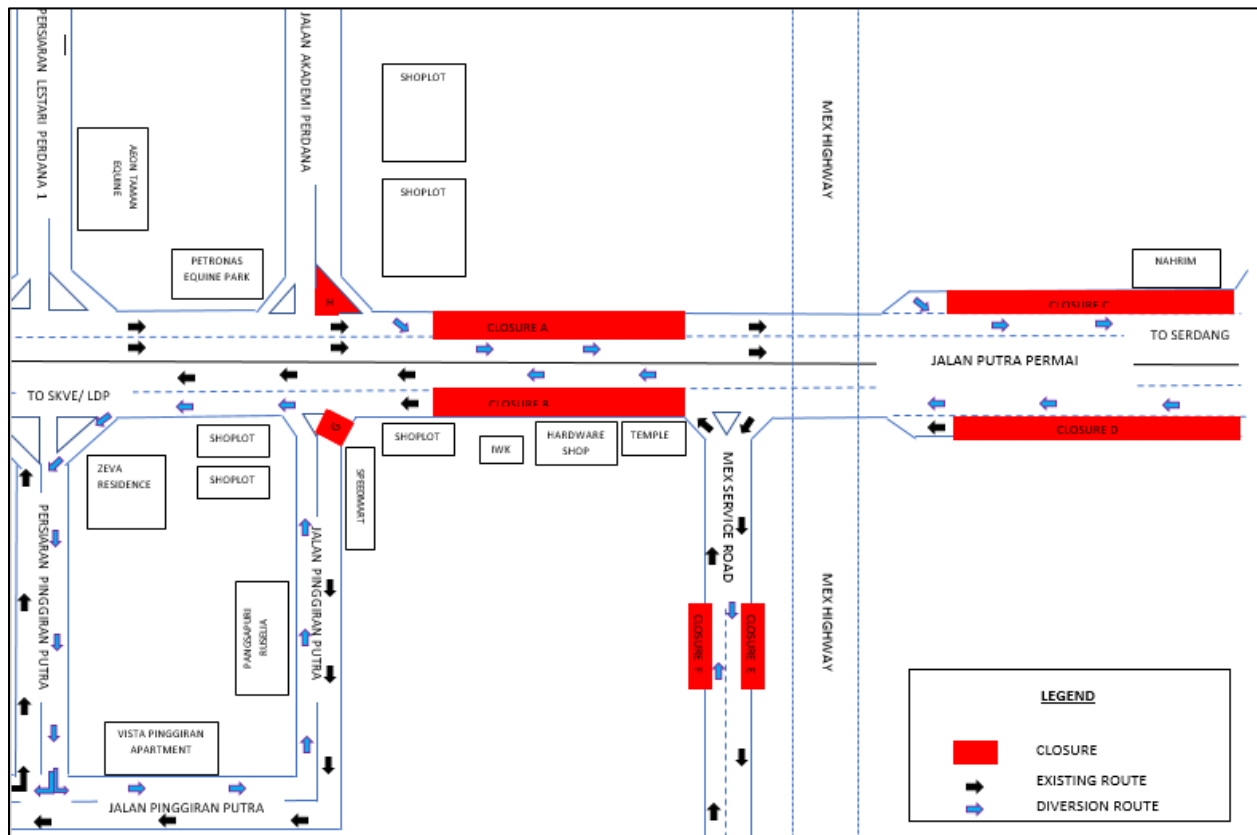 PERSIARAN LESTARI PERDANA 1
JALAN AKADEMI PERDANA
SHOPLOT
MEX HIGHWAY
AEON TAMAN
EQUINE
SHOPLOT
PETRONAS
EQUINE PARK
NAHRIM
H
CLOSURE A
CLOSURE C
TO SERDANG
JALAN PUTRA PERMAI
TO SKVE/ LDP
CLOSURE B
CLOSURE D
G
SHOPLOT
SHOPLOT
IWK
HARDWARE
SHOP
TEMPLE
ZEVA
RESIDENCE
SHOPLOT
SPEEDMART
MEX SERVICE ROAD
PERSIARAN PINGGIRAN PUTRA
JALAN PINGGIRAN PUTRA
PANGSAPURI
RUSELIA
CLOSURE F
CLOSURE E
MEX HIGHWAY
VISTA PINGGIRAN
APARTMENT
JALAN PINGGIRAN PUTRA
LEGEND
CLOSURE
EXISTING ROUTE
DIVERSION ROUTE